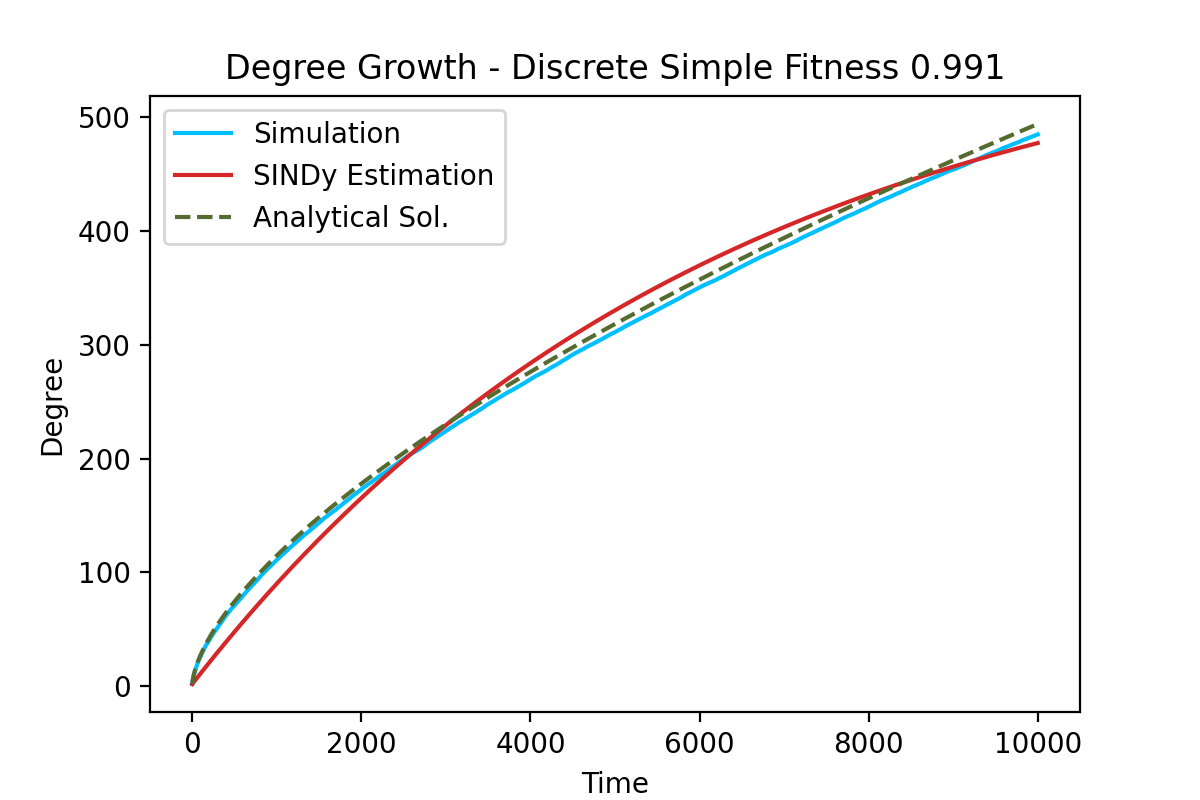 Degree Growth - Discrete Simple Fitness 0.991
Simulation
SINDy Estimation
Analytical Sol.
500
400
300
200
100
0
Degree
0 2000 4000 6000 8000 10000
Time